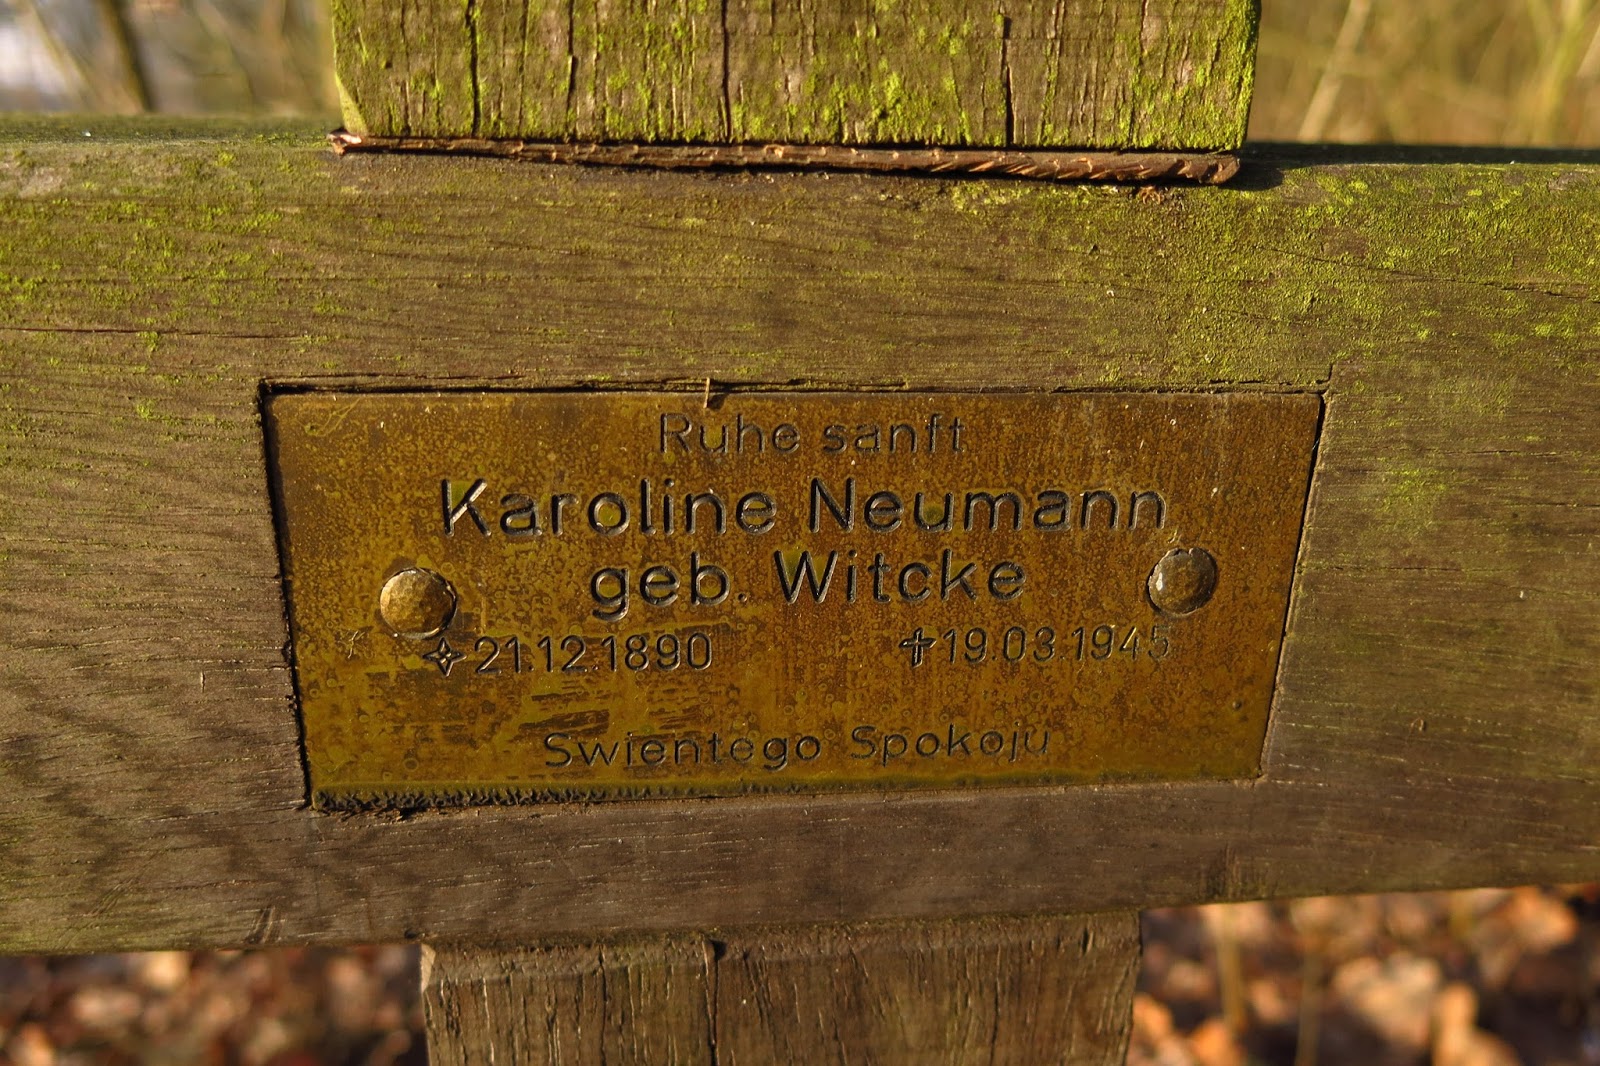 Ruhe sanft
Karoline Neumann
geb. Witcke
21.12.1890 19.03.1945
Swientego Spokoju